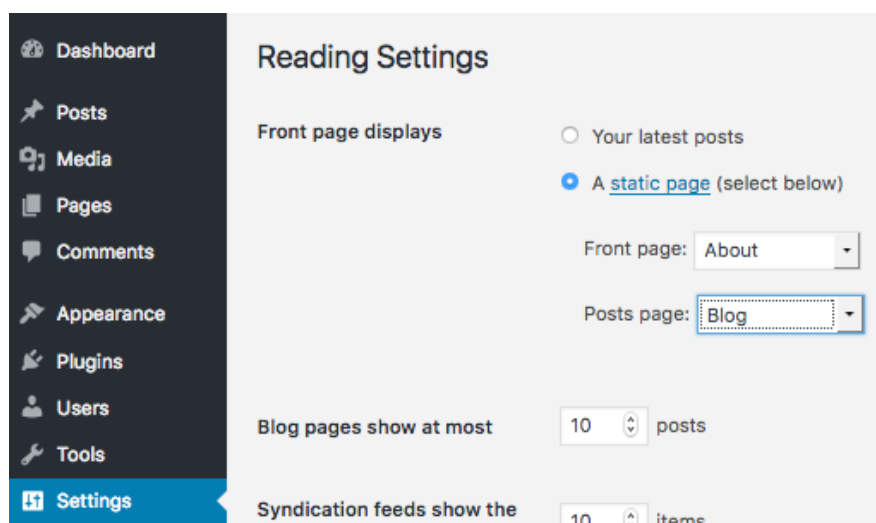 Dashboard
Posts
Media
Pages
Comments
Appearance
Plugins
Users
Tools
Settings
Reading Settings
Front page displays
Your latest posts
A static page (select below)
Front page: About
Posts page: Blog
Blog pages show at most 10 posts
Syndication feeds show the
10 items